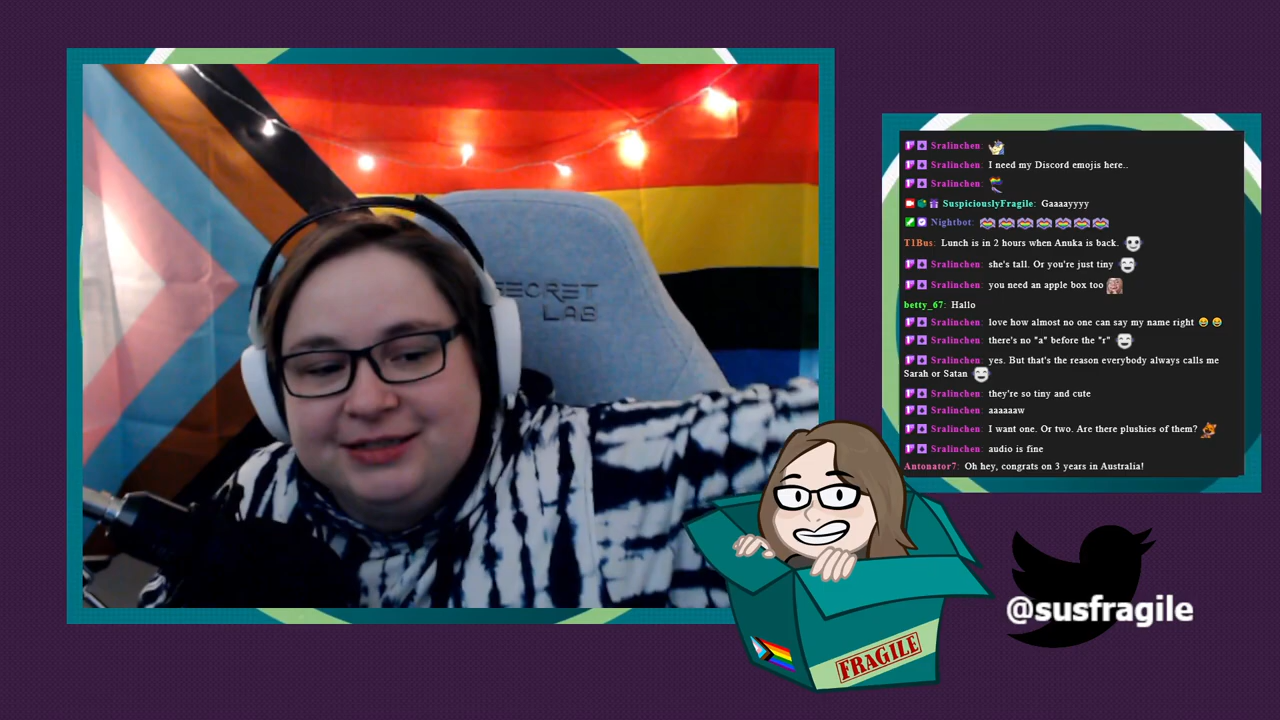 SECRET
LAB
Sralinchen:
Sralinchen: I need my Discord emojis here..
Sralinchen:
SuspiciouslyFragile: Gaaaayyyy
Nightbot:
T1Bus: Lunch is in 2 hours when Anuka is back.
Sralinchen: she's tall. Or you're just tiny
Sralinchen: you need an apple box too
betty_67: Hallo
Sralinchen: love how almost no one can say my name right 😂 😂
Sralinchen: there's no "a" before the "r"
Sralinchen: yes. But that's the reason everybody always calls me
Sarah or Satan
Sralinchen: they're so tiny and cute
Sralinchen: aaaaaaw
Sralinchen: I want one. Or two. Are there plushies of them?
Sralinchen: audio is fine
Antonator7: Oh hey, congrats on 3 years in Australia!
FRAGILE
@susfragile